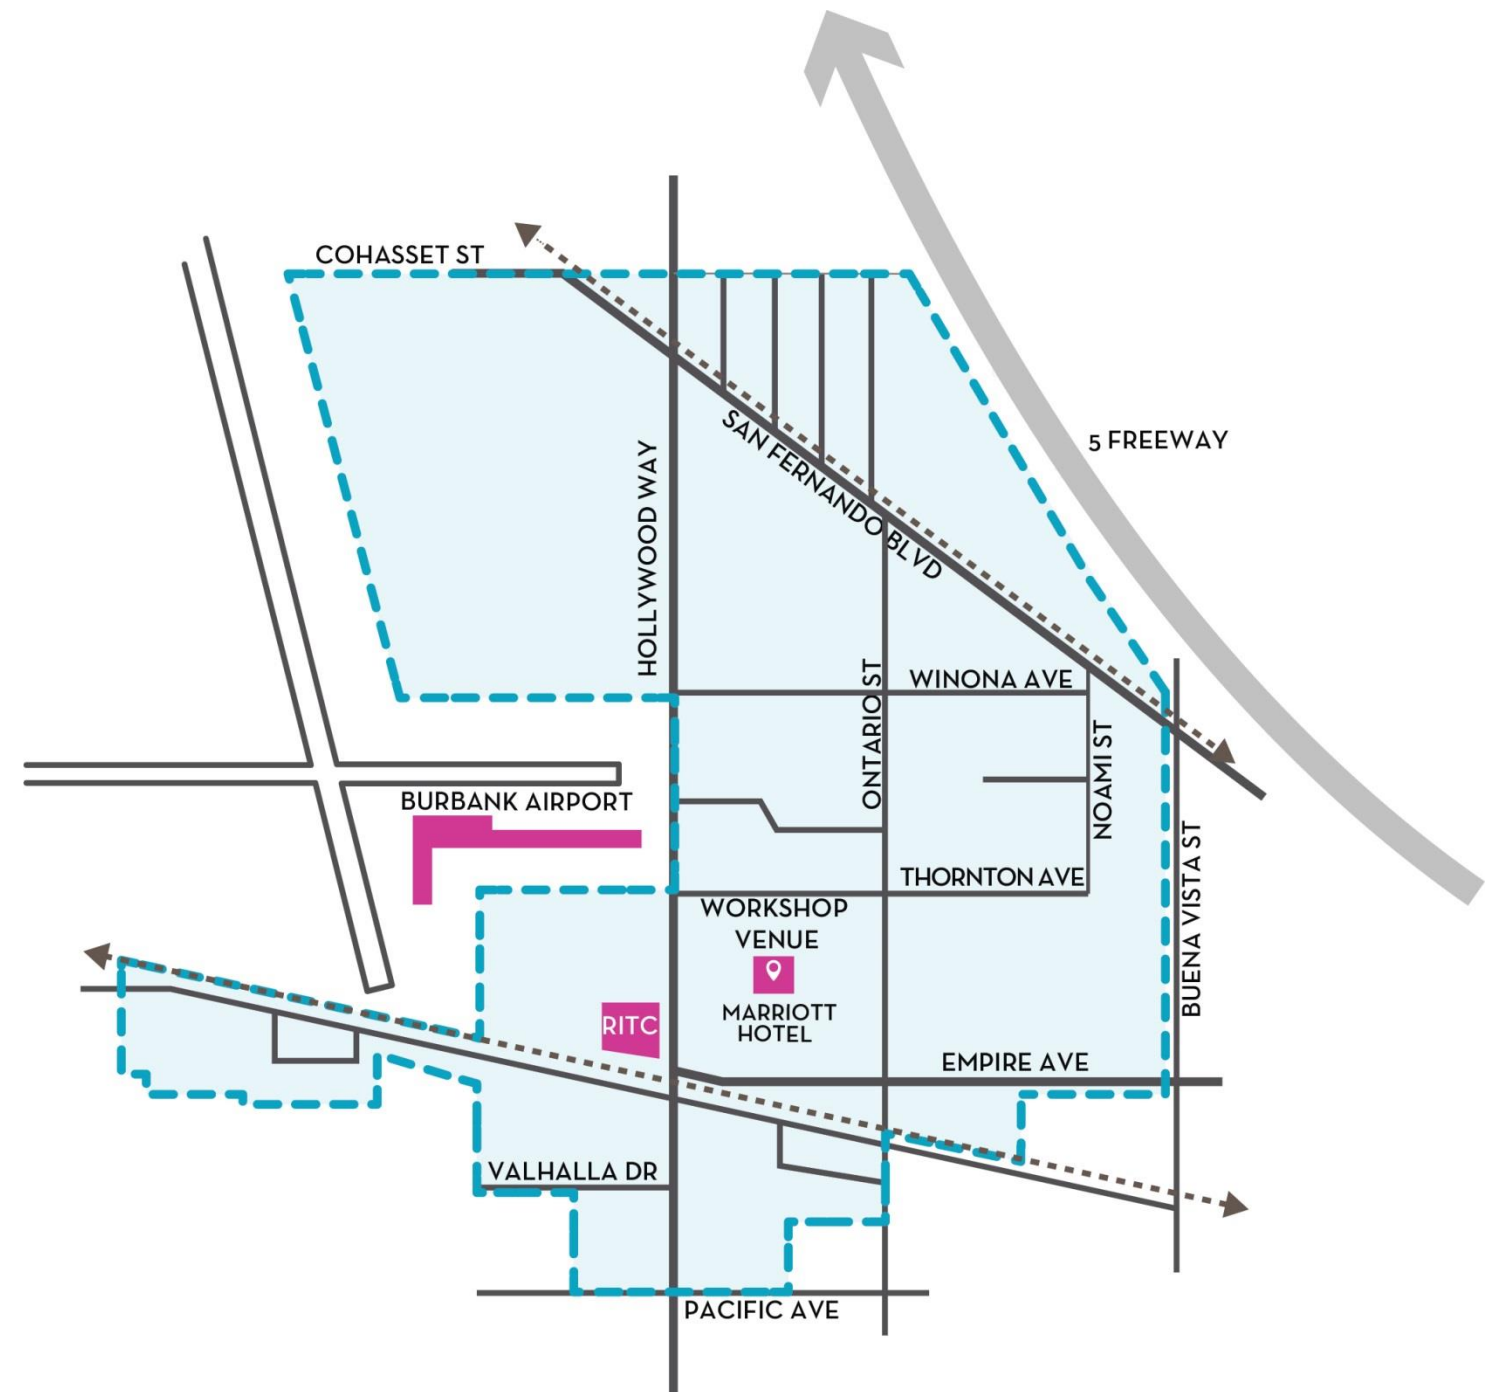 COHASSET ST
5 FREEWAY
SAN FERNANDO BLVD
HOLLYWOOD WAY
WINONA AVE
ONTARIO ST
NOAMI ST
BURBANK AIRPORT
THORNTON AVE
BUENA VISTA ST
WORKSHOP
VENUE
MARRIOTT
HOTEL
RITC
EMPIRE AVE
VALHALLA DR
PACIFIC AVE